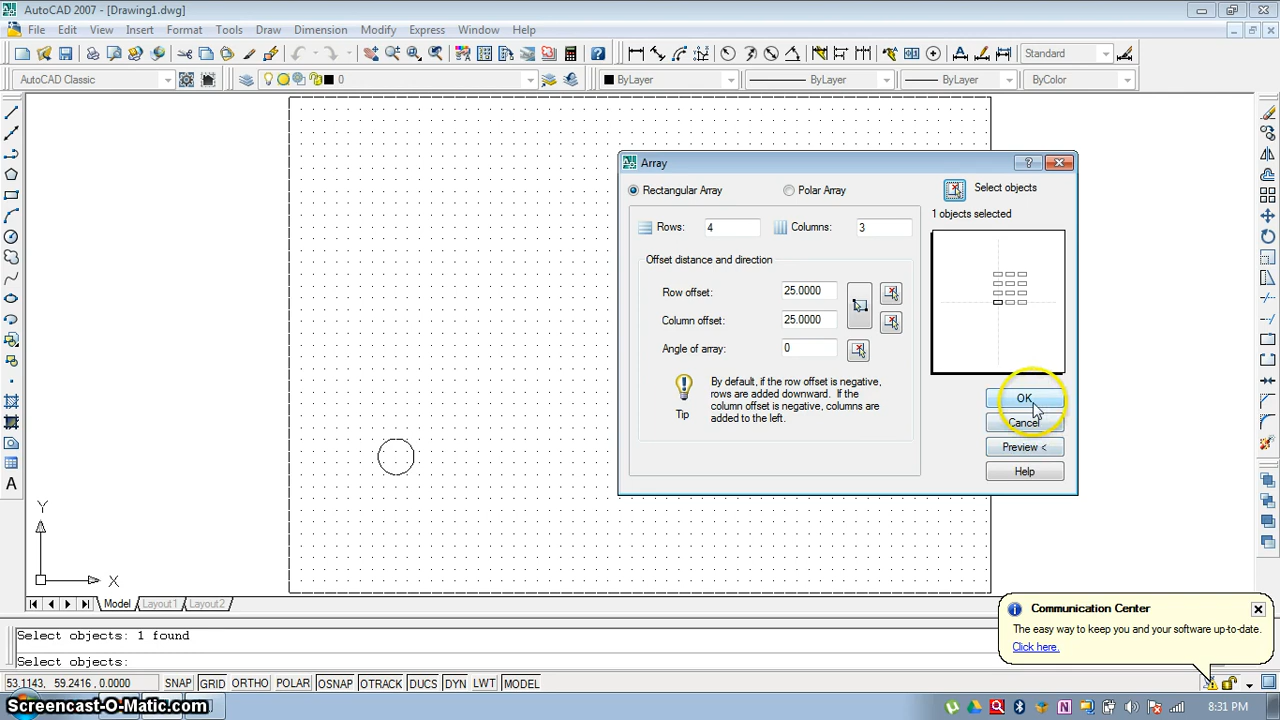 AutoCAD 2007 - [Drawing1.dwg]
File Edit View Insert Format Tools Draw Dimension Modify Express Window Help
Standard
AutoCAD Classic
0
ByLayer
ByLayer
ByLayer
ByColor
Array
Rectangular Array
Polar Array
Select objects
1 objects selected
Rows: 4
Columns: 3
Offset distance and direction
Row offset: 25.0000
Column offset: 25.0000
Angle of array: 0
Tip
By default, if the row offset is negative,
rows are added downward. If the
column offset is negative, columns are
added to the left.
OK
Cancel
Preview <
Help
Y
X
Model Layout1 Layout2
Select objects: 1 found
Select objects:
Communication Center
The easy way to keep you and your software up-to-date.
Click here.
53.1143, 59.2416 , 0.0000 SNAP GRID ORTHO POLAR OSNAP OTRACK DUCS DYN LWT MODEL
Screencast-O-Matic.com
8:31 PM